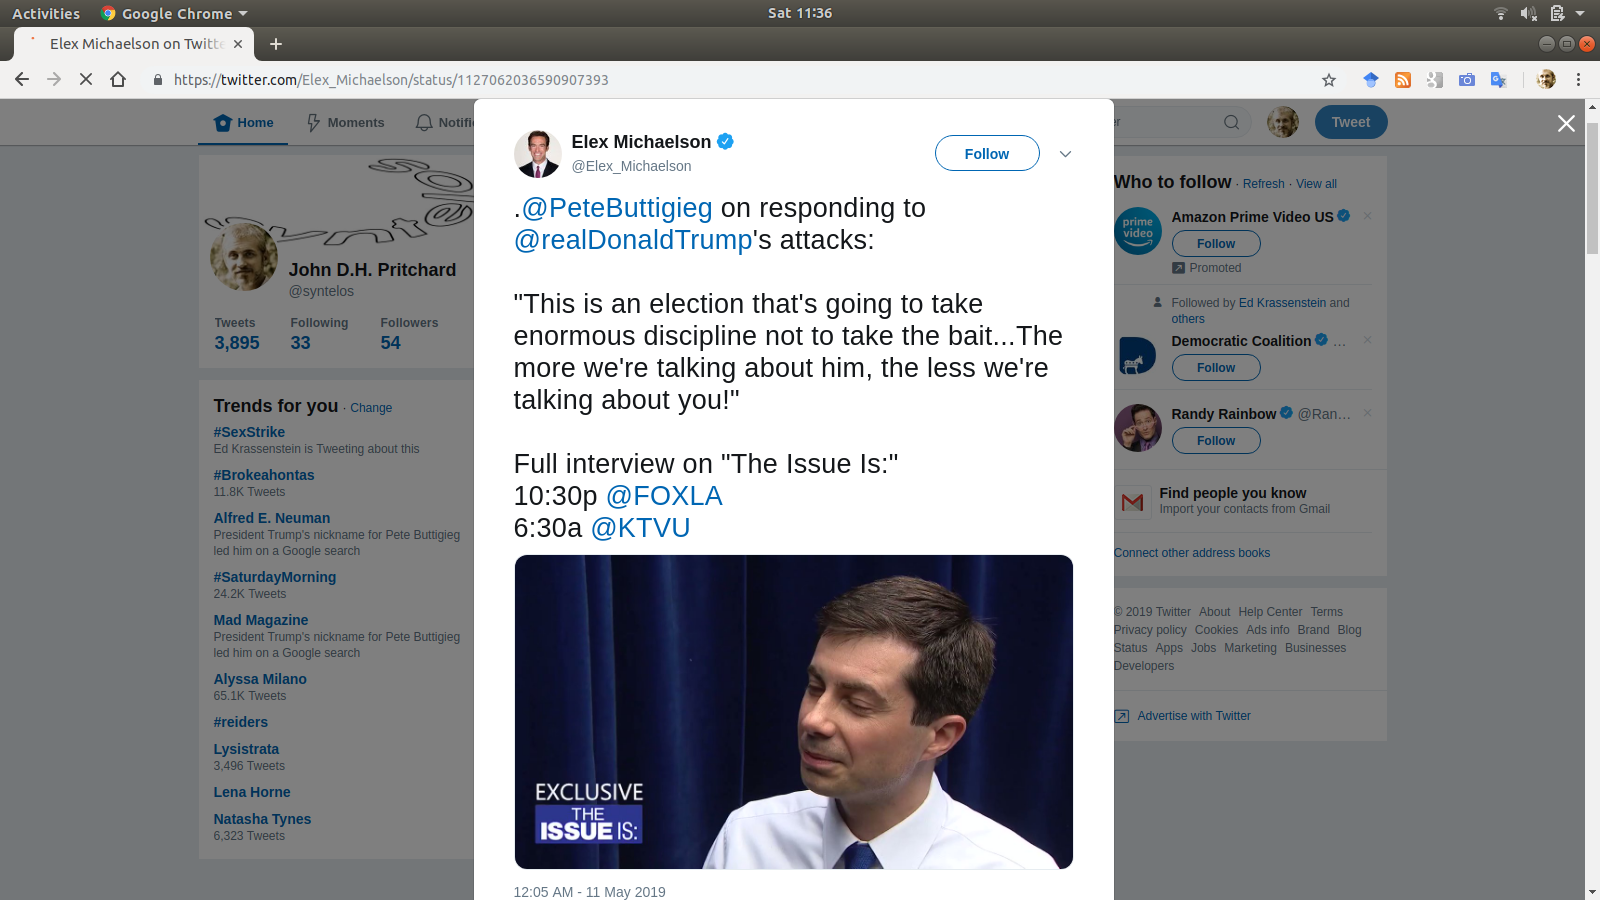 Activities
Google Chrome
Sat 11:36
Elex Michaelson on Twitte
https://twitter.com/Elex_Michaelson/status/1127062036590907393
Home
Moments
Notifi
Tweet
John D.H. Pritchard
@syntelos
Tweets Following Followers
3,895 33 54
Trends for you · Change
#SexStrike
Ed Krassenstein is Tweeting about this
#Brokeahontas
11.8K Tweets
Alfred E. Neuman
President Trump's nickname for Pete Buttigieg
led him on a Google search
#SaturdayMorning
24.2K Tweets
Mad Magazine
President Trump's nickname for Pete Buttigieg
led him on a Google search
Alyssa Milano
65.1K Tweets
#reiders
Lysistrata
3,496 Tweets
Lena Horne
Natasha Tynes
6,323 Tweets
Elex Michaelson
@Elex_Michaelson
Follow
.@PeteButtigieg on responding to
@realDonaldTrump's attacks:
"This is an election that's going to take
enormous discipline not to take the bait...The
more we're talking about him, the less we're
talking about you!"
Full interview on "The Issue Is:"
10:30p @FOXLA
6:30a @KTVU
EXCLUSIVE
THE
ISSUE IS:
12:05 AM - 11 May 2019
Who to follow · Refresh · View all
prime
video
Amazon Prime Video US
Follow
Promoted
Followed by Ed Krassenstein and
others
Democratic Coalition ...
Follow
Randy Rainbow @Ran...
Follow
Find people you know
Import your contacts from Gmail
Connect other address books
© 2019 Twitter About Help Center Terms
Privacy policy Cookies Ads info Brand Blog
Status Apps Jobs Marketing Businesses
Developers
Advertise with Twitter